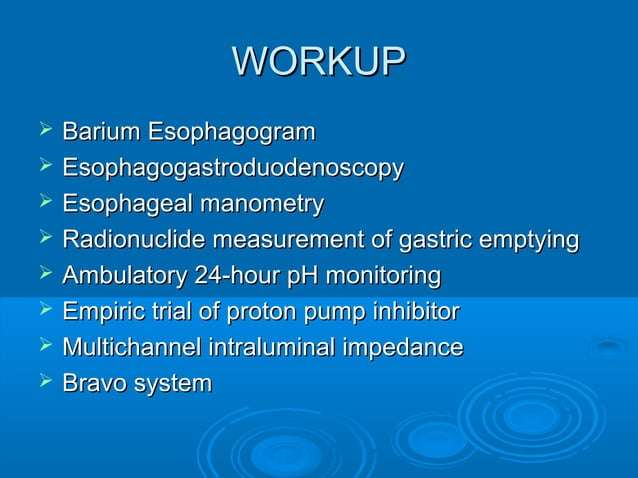 WORKUP
➢ Barium Esophagogram
➢ Esophagogastroduodenoscopy
➢ Esophageal manometry
➢ Radionuclide measurement of gastric emptying
➢ Ambulatory 24-hour pH monitoring
➢ Empiric trial of proton pump inhibitor
➢ Multichannel intraluminal impedance
➢ Bravo system